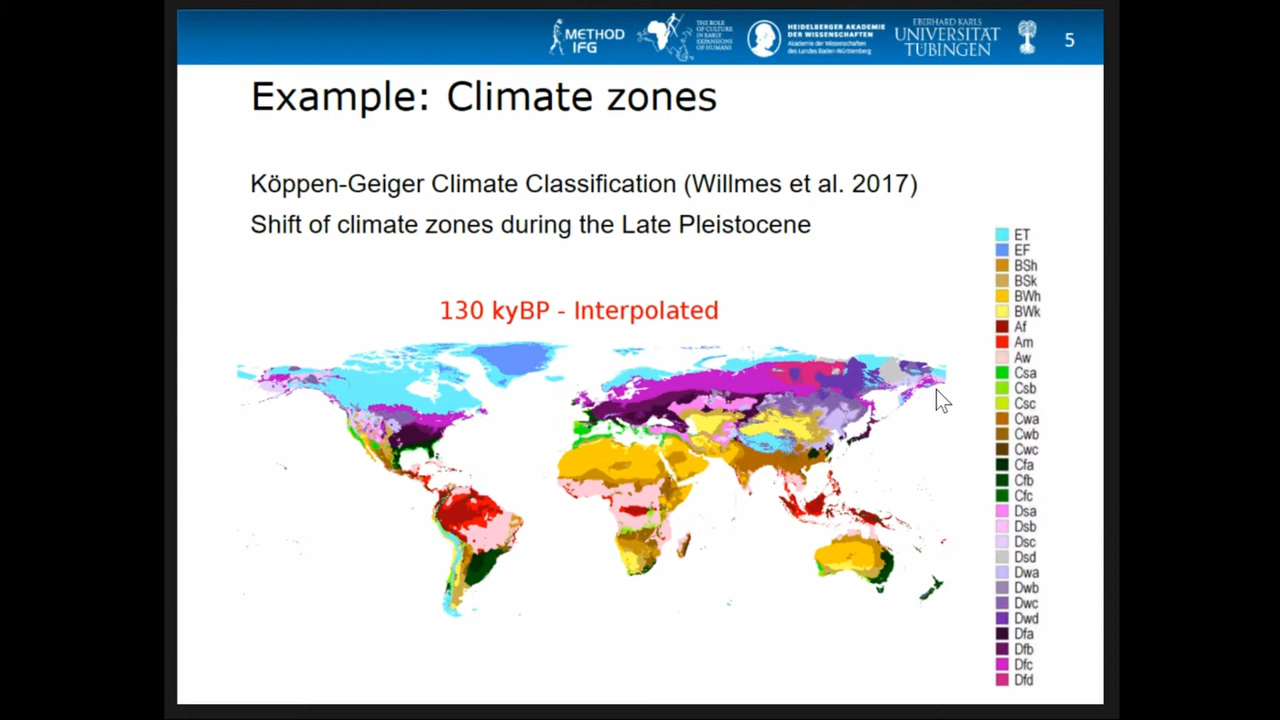 METHOD
IFG
THE ROLE
OF CULTURE
IN EARLY
EXPANSIONS
OF HUMANS
HEIDELBERGER AKADEMIE
DER WISSENSCHAFTEN
Akademie der Wissenschaften
des Landes Baden-Württemberg
EBERHARD KARLS
UNIVERSITÄT
TÜBINGEN
5
Example: Climate zones
Köppen-Geiger Climate Classification (Willmes et al. 2017)
Shift of climate zones during the Late Pleistocene
130 kyBP - Interpolated
ET
EF
BSh
BSk
BWh
BWk
Af
Am
Aw
Csa
Csb
Csc
Cwa
Cwb
Cwc
Cfa
Cfb
Cfc
Dsa
Dsb
Dsc
Dsd
Dwa
Dwb
Dwc
Dwd
Dfa
Dfb
Dfc
Dfd